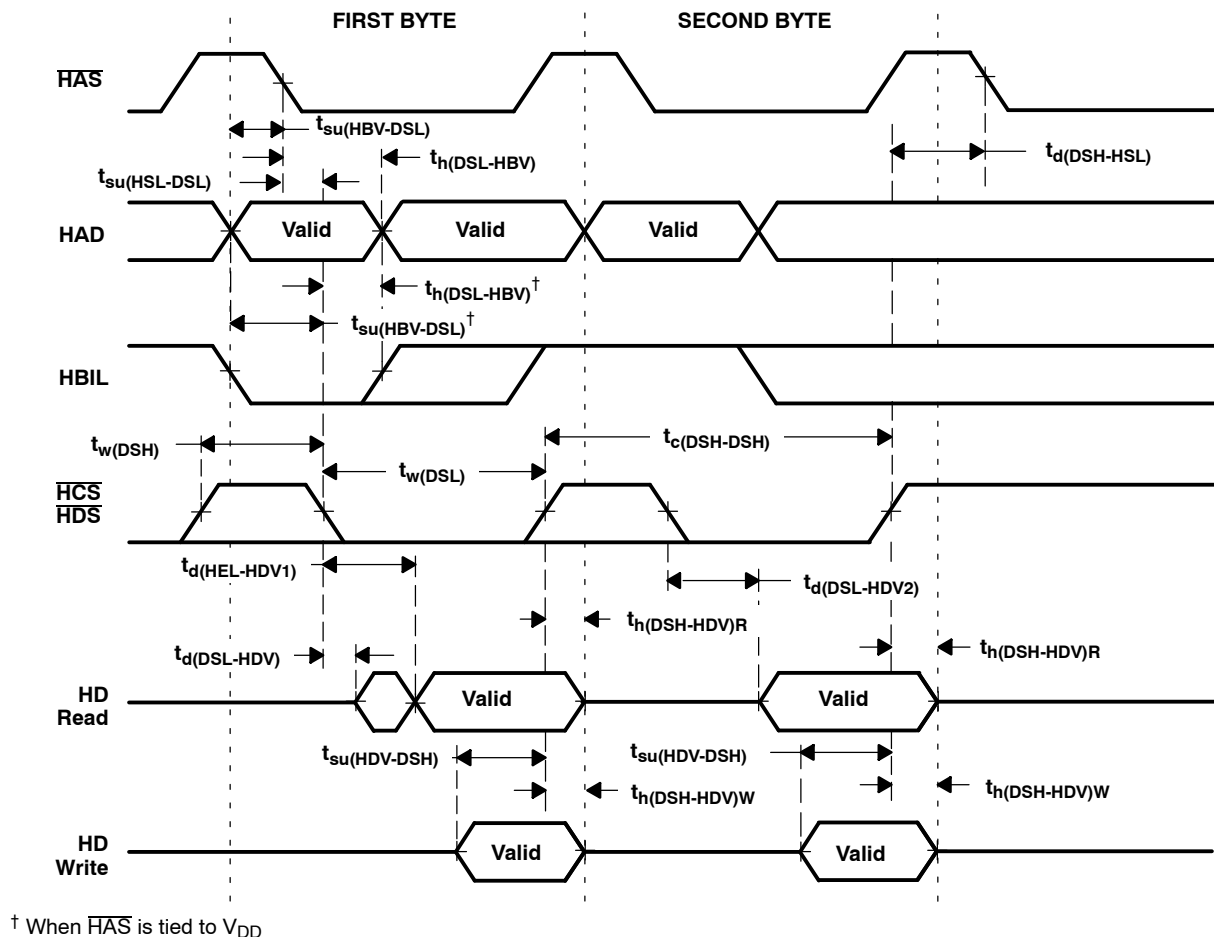 FIRST BYTE SECOND BYTE
HAS
tsu(HBV-DSL)
th(DSL-HBV)
td(DSH-HSL)
tsu(HSL-DSL)
HAD Valid Valid Valid
th(DSL-HBV)†
tsu(HBV-DSL)†
HBIL
tw(DSH) tc(DSH-DSH)
tw(DSL)
HCS
HDS
td(HEL-HDV1) td(DSL-HDV2)
th(DSH-HDV)R
td(DSL-HDV) th(DSH-HDV)R
HD
Read
Valid Valid
tsu(HDV-DSH) tsu(HDV-DSH)
th(DSH-HDV)W th(DSH-HDV)W
HD
Write
Valid Valid
† When HAS is tied to VDD